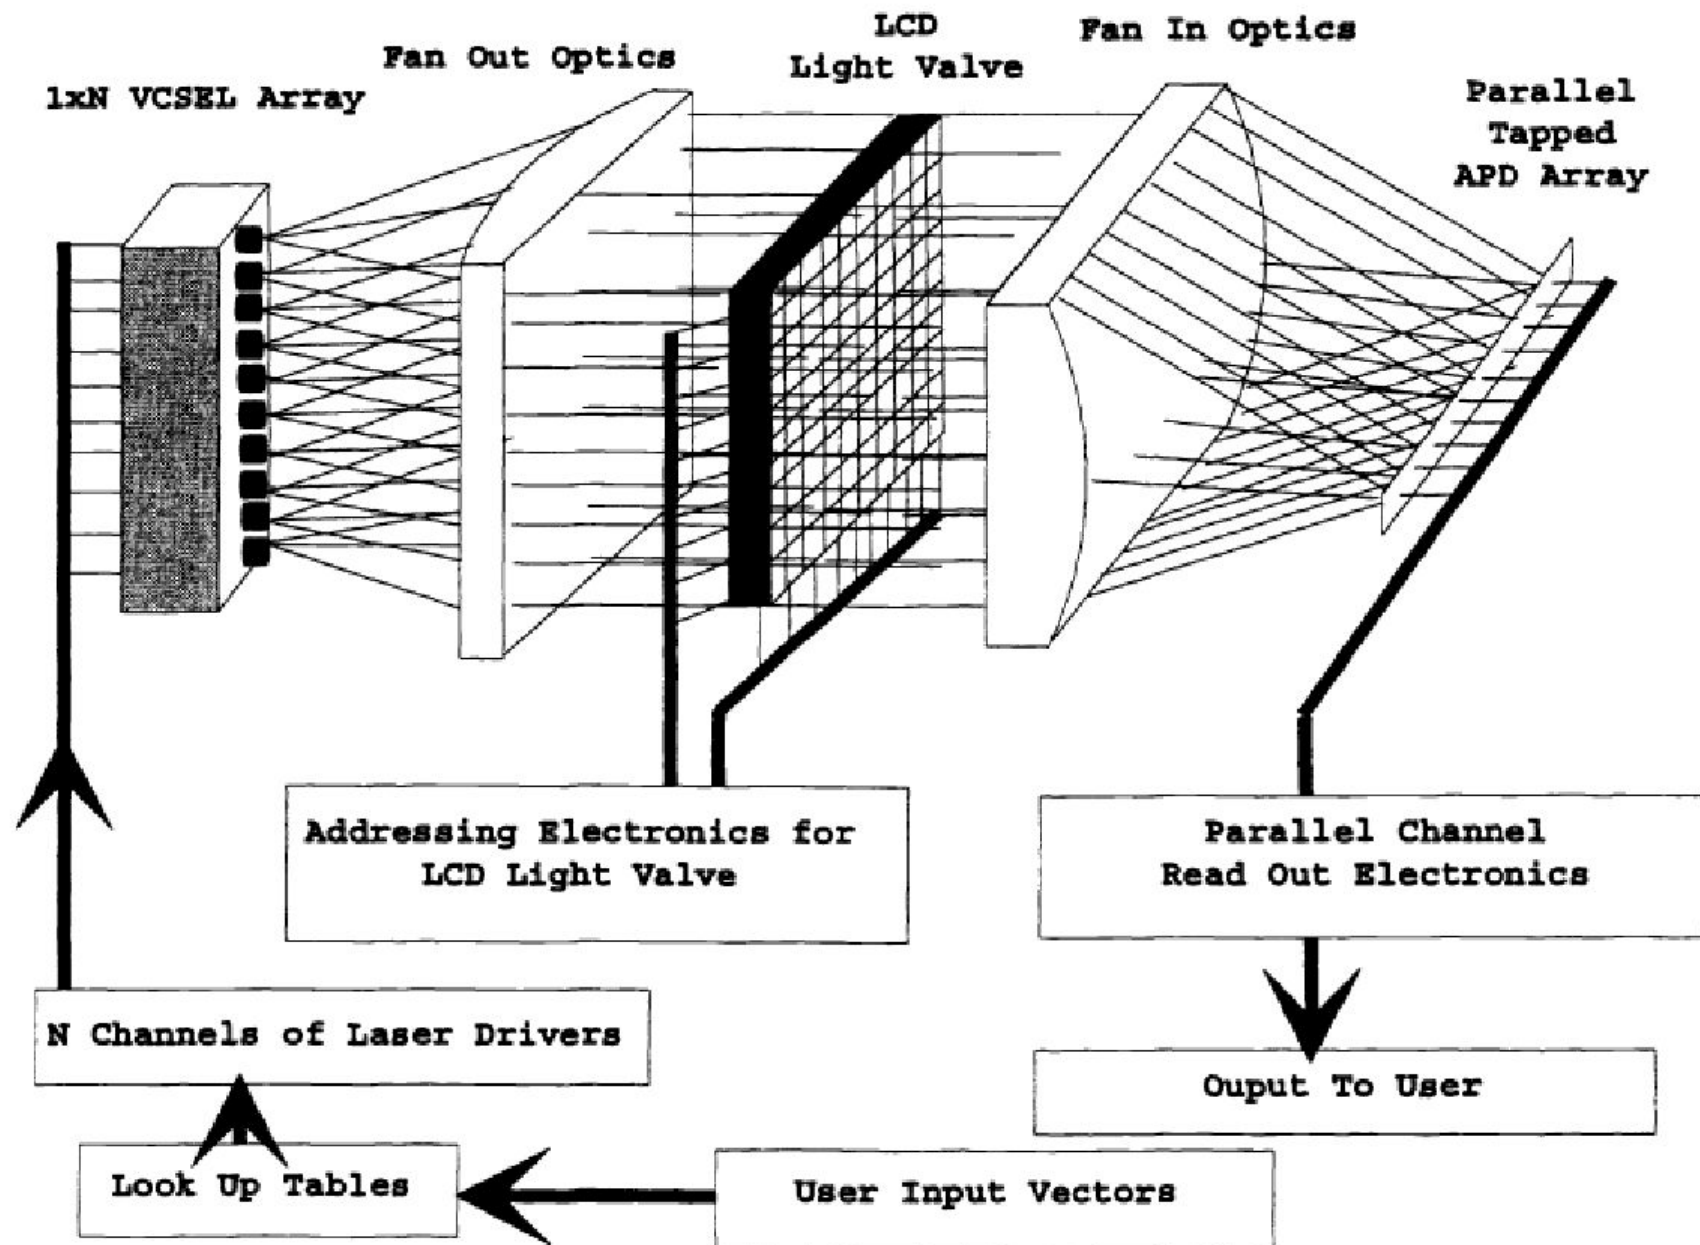 LCD
Light Valve
Fan In Optics
Fan Out Optics
1xN VCSEL Array
Parallel
Tapped
APD Array
Addressing Electronics for
LCD Light Valve
Parallel Channel
Read Out Electronics
N Channels of Laser Drivers
Ouput To User
Look Up Tables
User Input Vectors